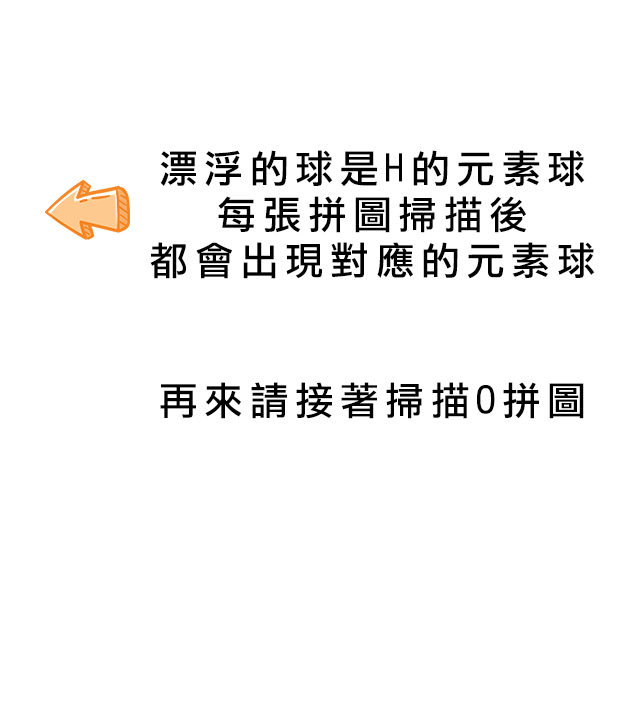 漂浮的球是H的元素球
每張拼圖掃描後
都會出現對應的元素球
再來請接著掃描O拼圖